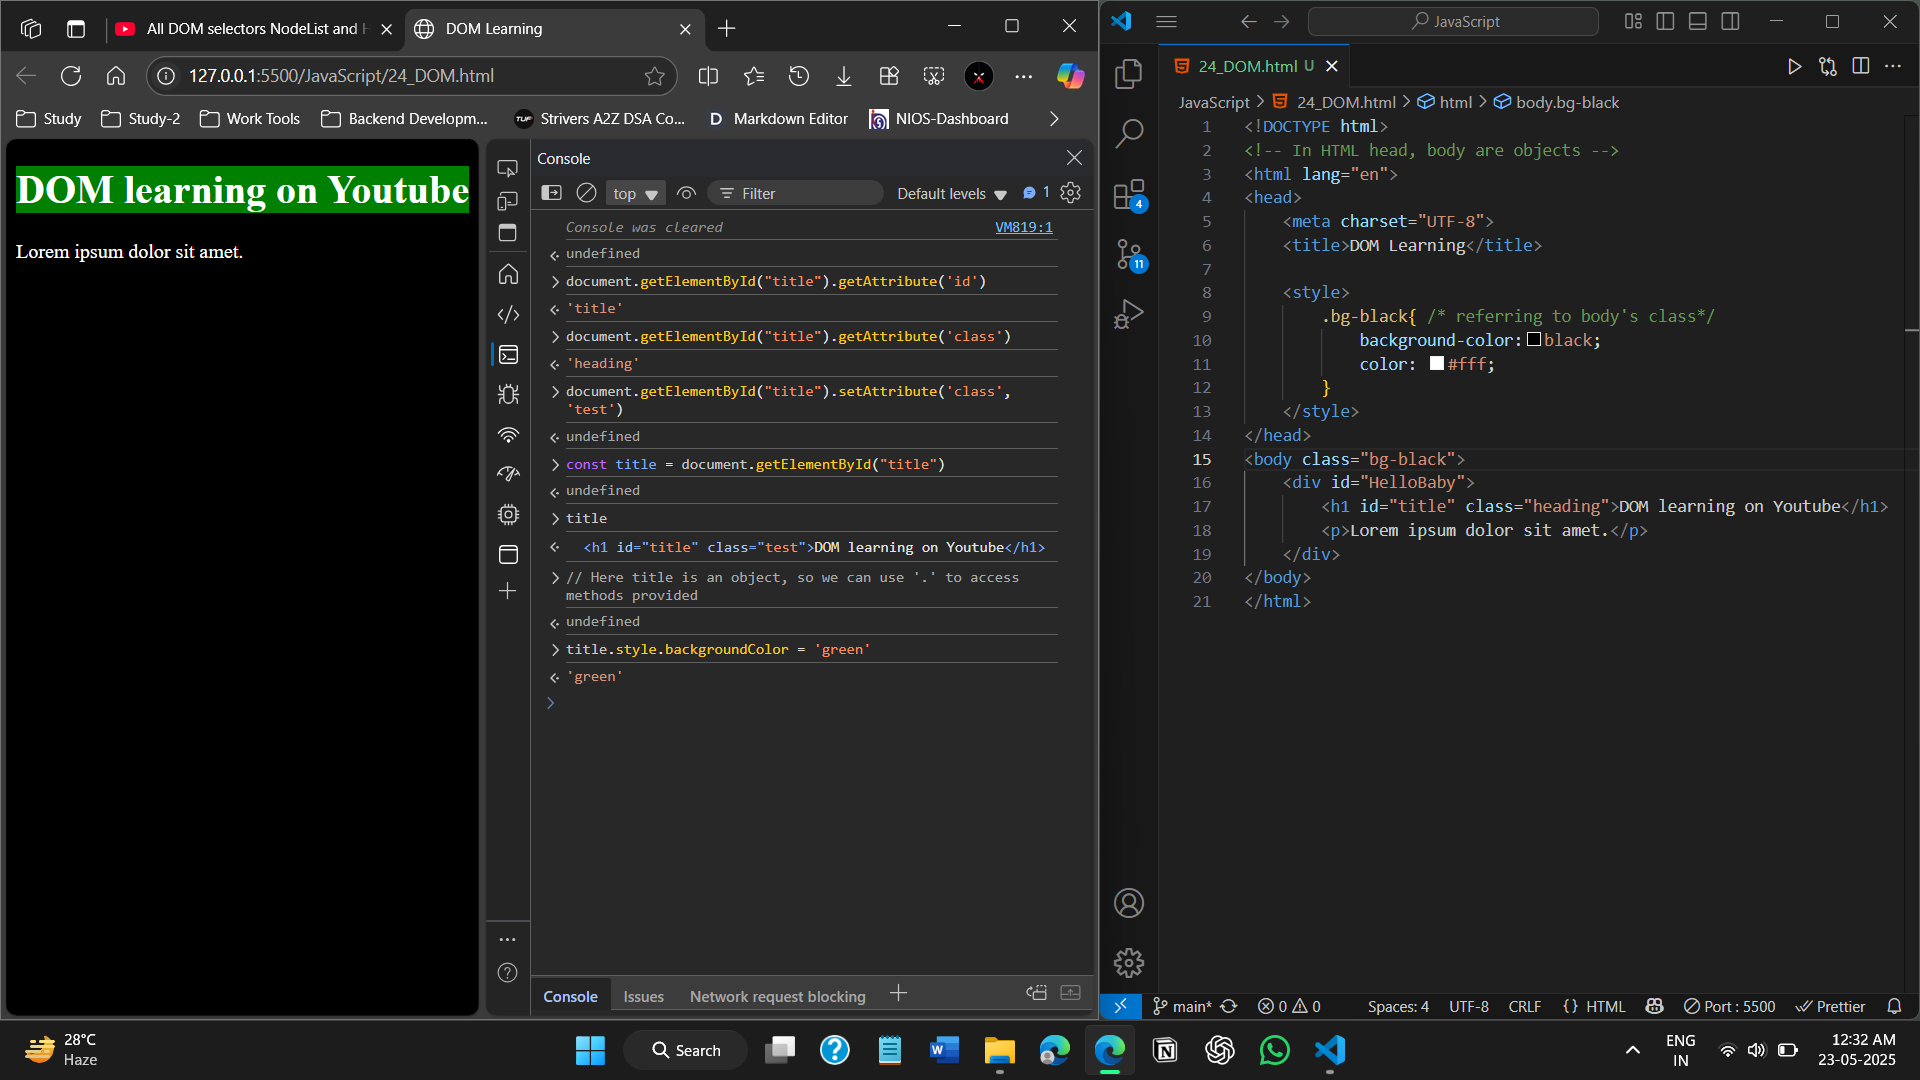 All DOM selectors NodeList and
DOM Learning
127.0.0.1:5500/JavaScript/24_DOM.html
Study
Study-2
Work Tools
Backend Developm...
TUF
Strivers A2Z DSA Co...
D
Markdown Editor
NIOS-Dashboard
DOM learning on Youtube
Lorem ipsum dolor sit amet.
Console
top
Filter
Default levels
1
Console was cleared
VM819:1
undefined
document.getElementById("title").getAttribute('id')
'title'
document.getElementById("title").getAttribute('class')
'heading'
document.getElementById("title").setAttribute('class',
'test')
undefined
const title = document.getElementById("title")
undefined
title
<h1 id="title" class="test">DOM learning on Youtube</h1>
// Here title is an object, so we can use '.' to access
methods provided
undefined
title.style.backgroundColor = 'green'
'green'
Console
Issues
Network request blocking
JavaScript
24_DOM.html U
JavaScript > 24_DOM.html > html > body.bg-black
4
11
1 <!DOCTYPE html>
2 <!-- In HTML head, body are objects -->
3 <html lang="en">
4 <head>
5 <meta charset="UTF-8">
6 <title>DOM Learning</title>
7
8 <style>
9 .bg-black{ /* referring to body's class*/
10 background-color: black;
11 color: #fff;
12 }
13 </style>
14 </head>
15 <body class="bg-black">
16 <div id="HelloBaby">
17 <h1 id="title" class="heading">DOM learning on Youtube</h1>
18 <p>Lorem ipsum dolor sit amet.</p>
19 </div>
20 </body>
21 </html>
main*
0
0
Spaces: 4
UTF-8
CRLF
{} HTML
Port : 5500
Prettier
28°C
Haze
Search
ENG
IN
12:32 AM
23-05-2025